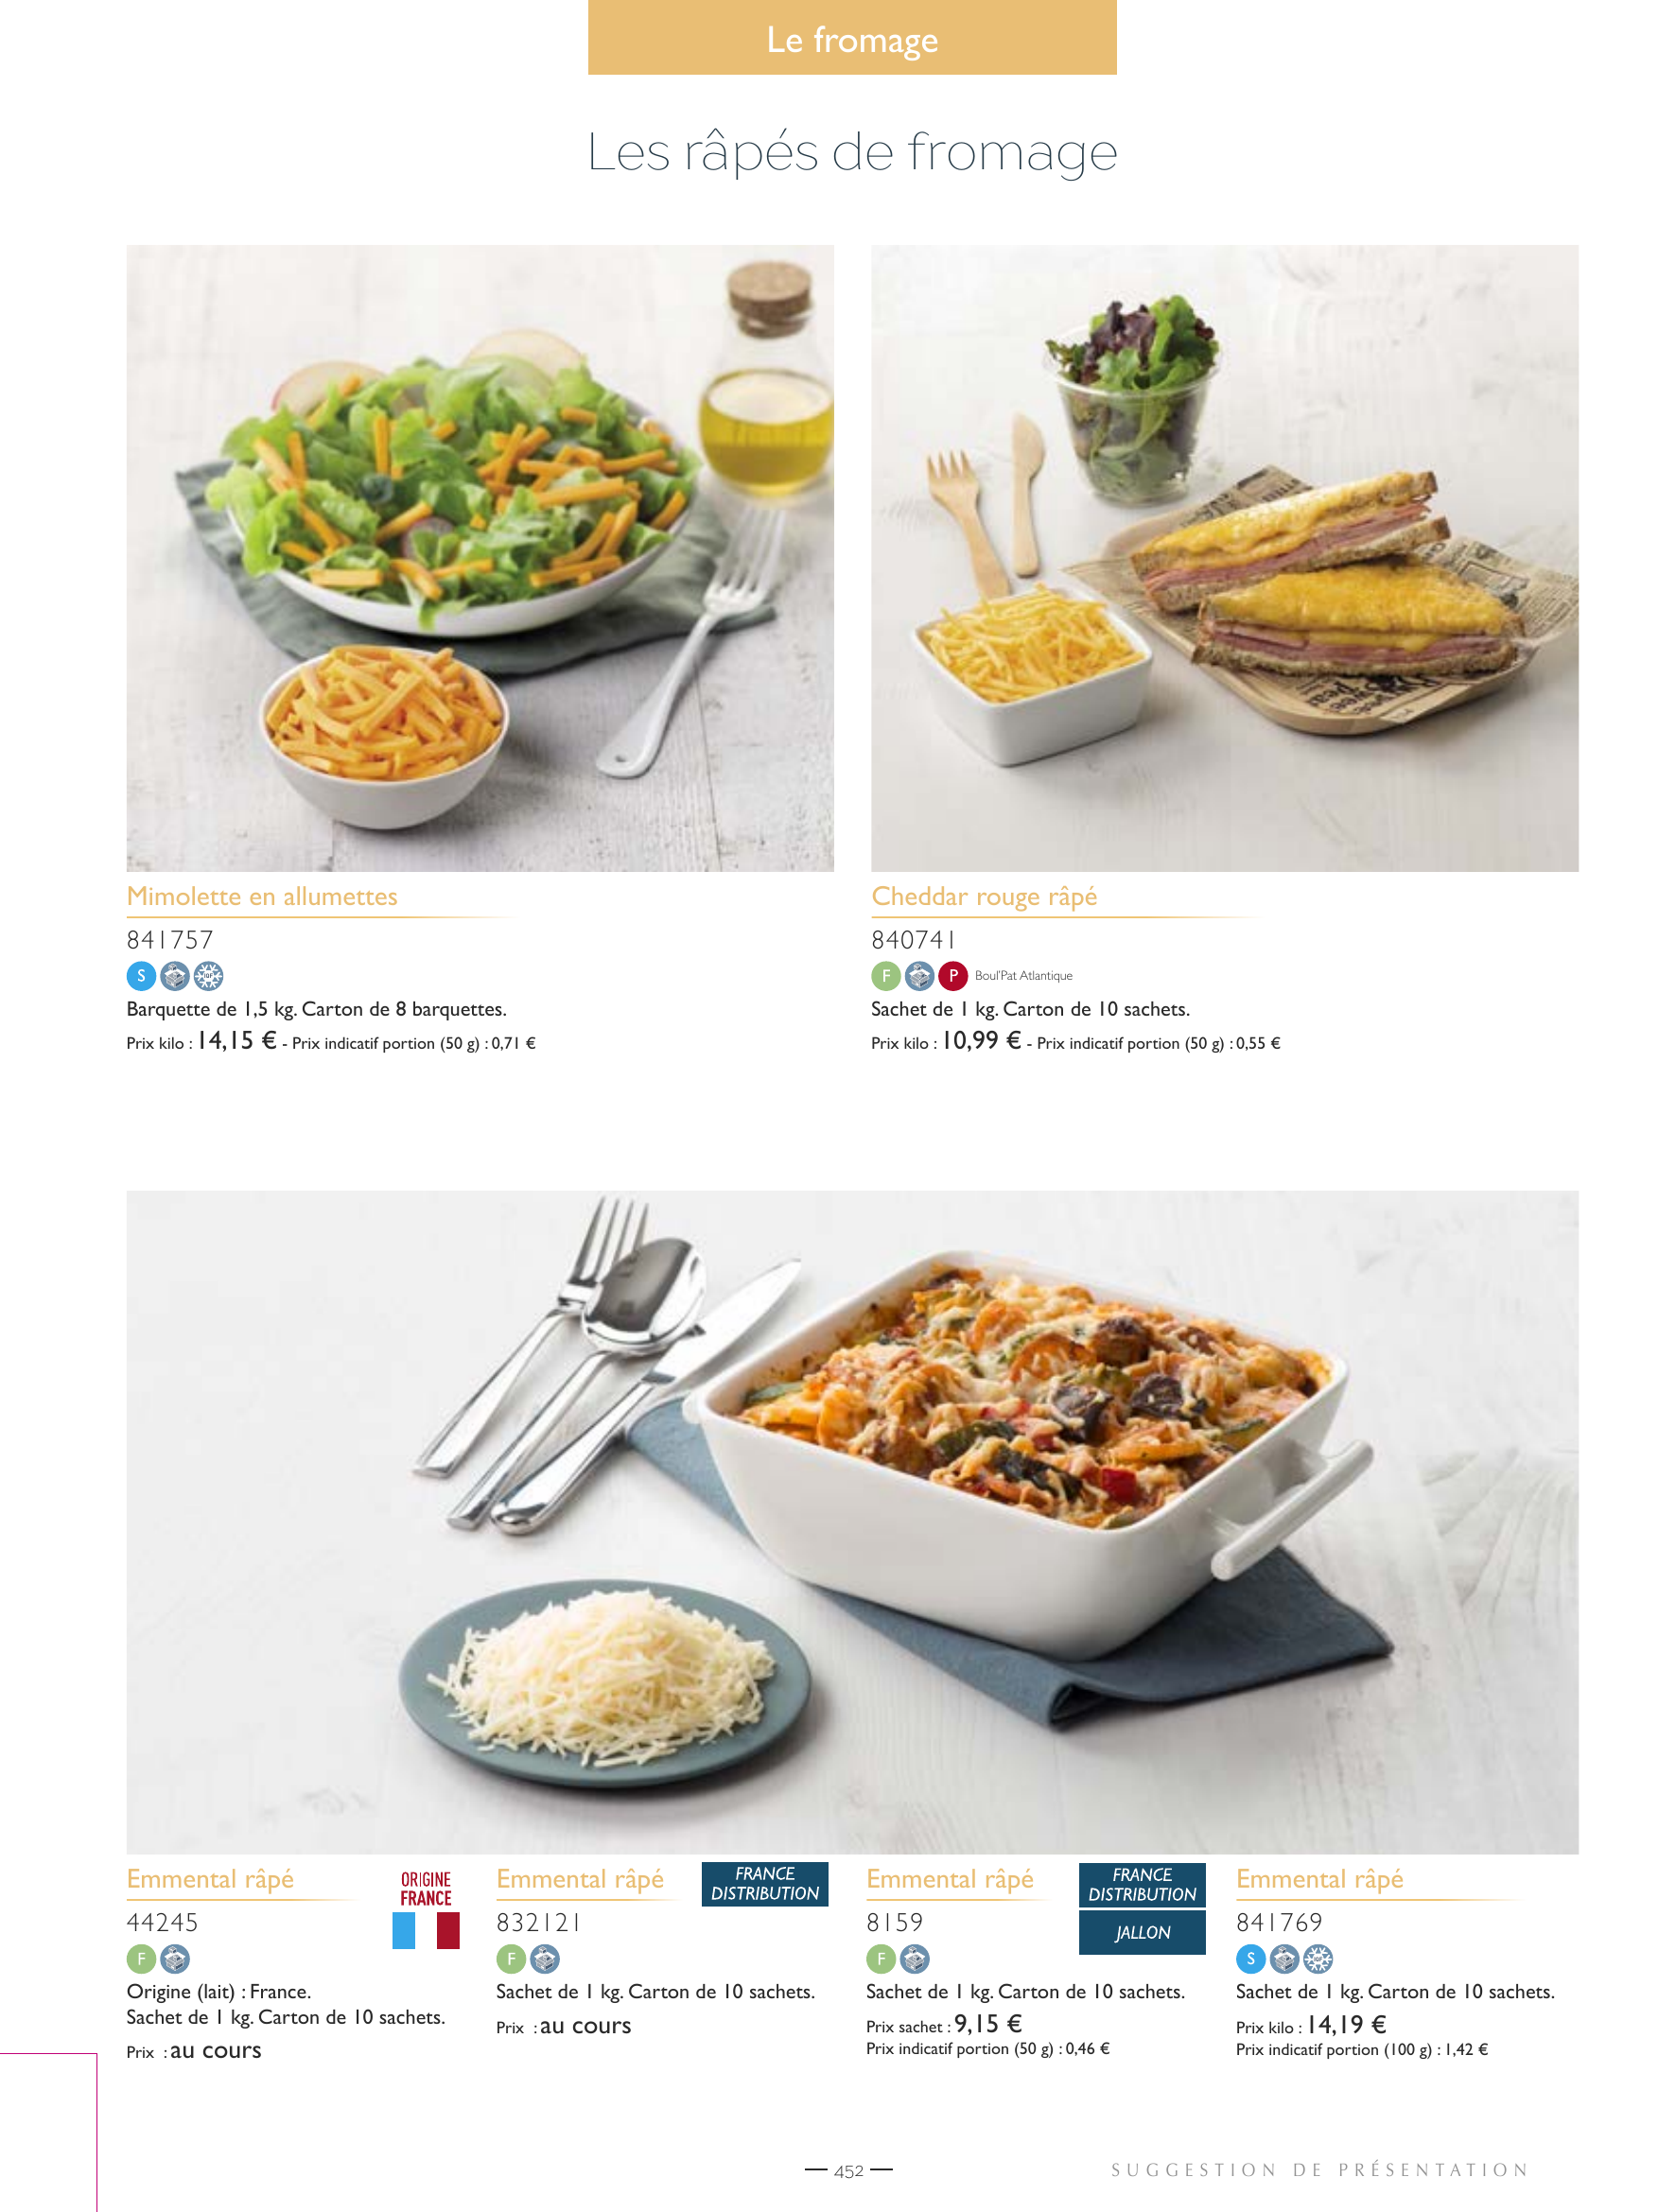 Le fromage
Les râpés de fromage
Mimolette en allumettes
841757
S
Barquette de 1,5 kg. Carton de 8 barquettes.
Prix kilo : 14,15 € - Prix indicatif portion (50 g) : 0,71 €
Cheddar rouge râpé
840741
F P Boul'Pat Atlantique
Sachet de 1 kg. Carton de 10 sachets.
Prix kilo : 10,99 € - Prix indicatif portion (50 g) : 0,55 €
Emmental râpé
ORIGINE
FRANCE
44245
F
Origine (lait) : France.
Sachet de 1 kg. Carton de 10 sachets.
Prix : au cours
Emmental râpé
FRANCE
DISTRIBUTION
832121
F
Sachet de 1 kg. Carton de 10 sachets.
Prix : au cours
Emmental râpé
FRANCE
DISTRIBUTION
JALLON
8159
F
Sachet de 1 kg. Carton de 10 sachets.
Prix sachet : 9,15 €
Prix indicatif portion (50 g) : 0,46 €
Emmental râpé
841769
S
Sachet de 1 kg. Carton de 10 sachets.
Prix kilo : 14,19 €
Prix indicatif portion (100 g) : 1,42 €
452
SUGGESTION DE PRÉSENTATION